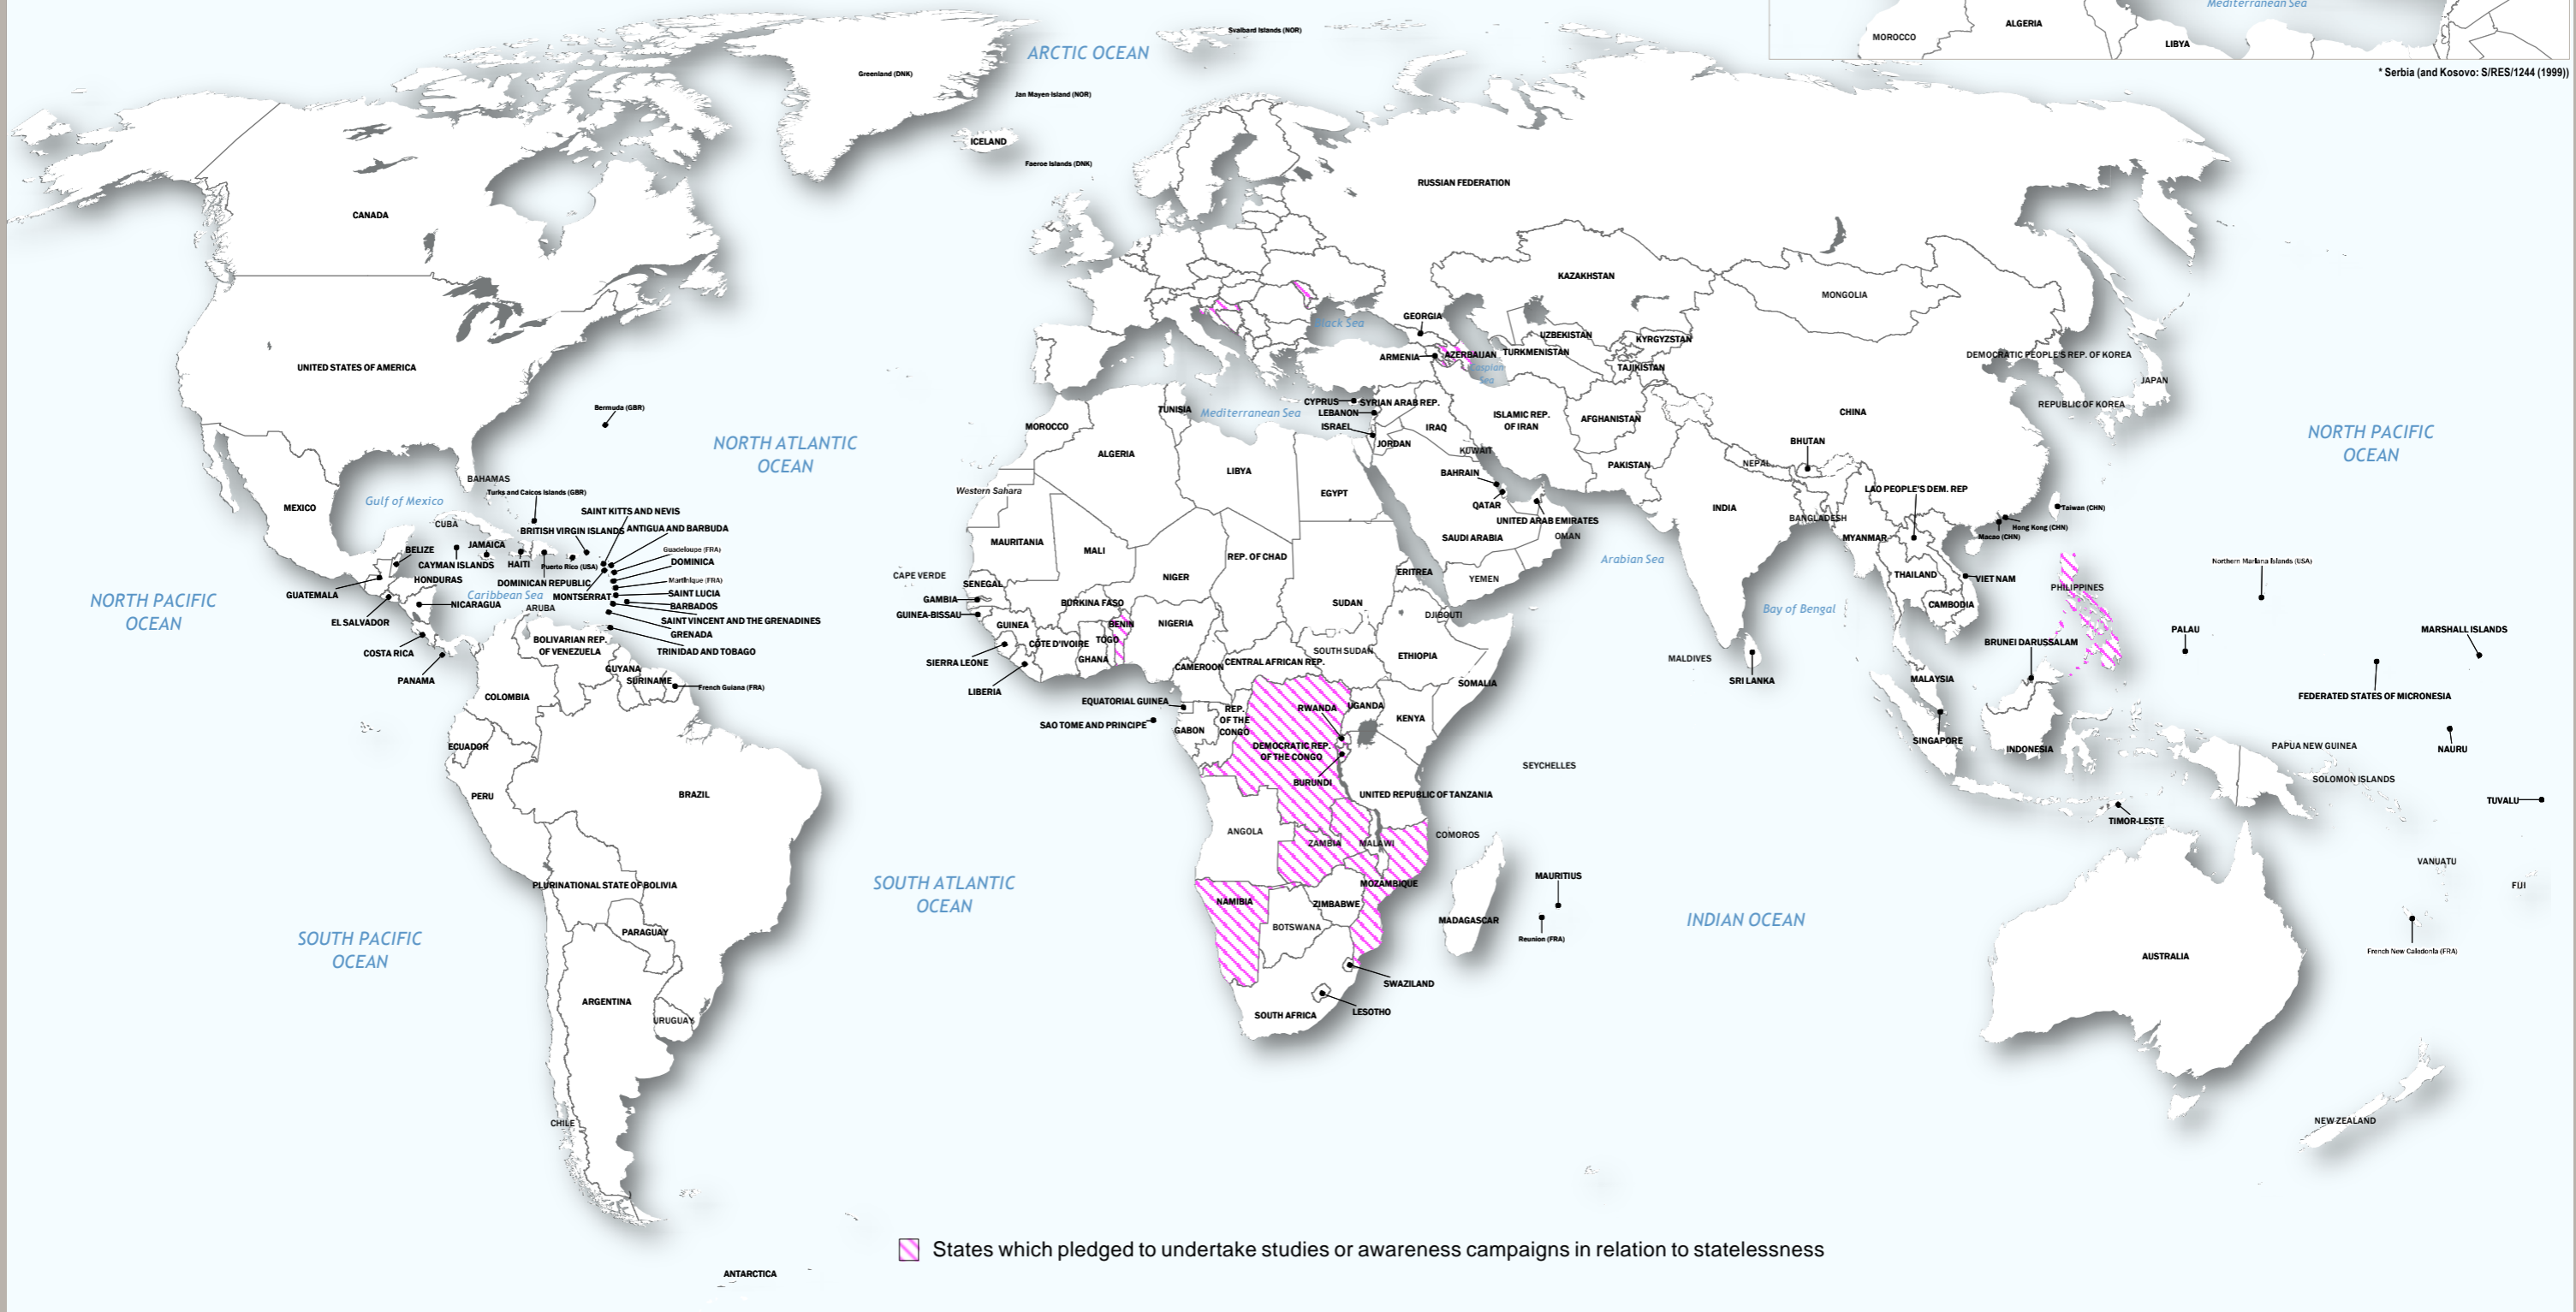 Mediterranean Sea
ALGERIA
MOROCCO
LIBYA
* Serbia (and Kosovo: S/RES/1244 (1999))
Svalbard Islands (NOR)
ARCTIC OCEAN
Greenland (DNK)
Jan Mayen Island (NOR)
ICELAND
Faeroe Islands (DNK)
RUSSIAN FEDERATION
CANADA
KAZAKHSTAN
MONGOLIA
GEORGIA
Black Sea
UZBEKISTAN
KYRGYZSTAN
ARMENIA
AZERBAIJAN
TURKMENISTAN
DEMOCRATIC PEOPLE'S REP. OF KOREA
UNITED STATES OF AMERICA
Caspian
Sea
TAJIKISTAN
JAPAN
CYPRUS
SYRIAN ARAB REP.
REPUBLIC OF KOREA
Bermuda (GBR)
TUNISIA
Mediterranean Sea
LEBANON
ISLAMIC REP.
OF IRAN
AFGHANISTAN
CHINA
MOROCCO
ISRAEL
IRAQ
JORDAN
NORTH ATLANTIC
OCEAN
NORTH PACIFIC
OCEAN
BHUTAN
ALGERIA
KUWAIT
LIBYA
BAHRAIN
PAKISTAN
NEPAL
BAHAMAS
Turks and Caicos Islands (GBR)
Western Sahara
EGYPT
LAO PEOPLE'S DEM. REP
Gulf of Mexico
MEXICO
QATAR
INDIA
Taiwan (CHN)
SAINT KITTS AND NEVIS
CUBA
UNITED ARAB EMIRATES
BANGLADESH
Hong Kong (CHN)
BRITISH VIRGIN ISLANDS
ANTIGUA AND BARBUDA
OMAN
Macao (CHN)
MAURITANIA
SAUDI ARABIA
MYANMAR
BELIZE
JAMAICA
Guadeloupe (FRA)
MALI
REP. OF CHAD
Arabian Sea
Northern Mariana Islands (USA)
CAYMAN ISLANDS
HAITI
Puerto Rico (USA)
DOMINICA
CAPE VERDE
NIGER
ERITREA
YEMEN
THAILAND
VIET NAM
HONDURAS
DOMINICAN REPUBLIC
Martinique (FRA)
SENEGAL
PHILIPPINES
GUATEMALA
Caribbean Sea
MONTSERRAT
SAINT LUCIA
GAMBIA
BURKINA FASO
SUDAN
CAMBODIA
NICARAGUA
ARUBA
BARBADOS
Bay of Bengal
NORTH PACIFIC
OCEAN
GUINEA-BISSAU
DJIBOUTI
EL SALVADOR
SAINT VINCENT AND THE GRENADINES
GUINEA
BENIN
NIGERIA
GRENADA
PALAU
MARSHALL ISLANDS
BOLIVARIAN REP.
OF VENEZUELA
CÔTE D'IVOIRE
TOGO
COSTA RICA
TRINIDAD AND TOBAGO
SOUTH SUDAN
ETHIOPIA
BRUNEI DARUSSALAM
SIERRA LEONE
GHANA
CAMEROON
CENTRAL AFRICAN REP.
MALDIVES
GUYANA
PANAMA
SURINAME
French Guiana (FRA)
LIBERIA
SOMALIA
SRI LANKA
MALAYSIA
COLOMBIA
EQUATORIAL GUINEA
FEDERATED STATES OF MICRONESIA
RWANDA
UGANDA
REP.
OF THE
CONGO
KENYA
SAO TOME AND PRINCIPE
GABON
SINGAPORE
ECUADOR
DEMOCRATIC REP.
OF THE CONGO
INDONESIA
PAPUA NEW GUINEA
NAURU
SEYCHELLES
SOLOMON ISLANDS
BURUNDI
PERU
BRAZIL
UNITED REPUBLIC OF TANZANIA
TUVALU
TIMOR-LESTE
ANGOLA
COMOROS
ZAMBIA
MALAWI
VANUATU
MAURITIUS
SOUTH ATLANTIC
OCEAN
PLURINATIONAL STATE OF BOLIVIA
MOZAMBIQUE
FIJI
NAMIBIA
ZIMBABWE
MADAGASCAR
INDIAN OCEAN
BOTSWANA
PARAGUAY
SOUTH PACIFIC
OCEAN
Reunion (FRA)
French New Caledonia (FRA)
AUSTRALIA
SWAZILAND
ARGENTINA
LESOTHO
SOUTH AFRICA
URUGUAY
CHILE
NEW ZEALAND
States which pledged to undertake studies or awareness campaigns in relation to statelessness
ANTARCTICA